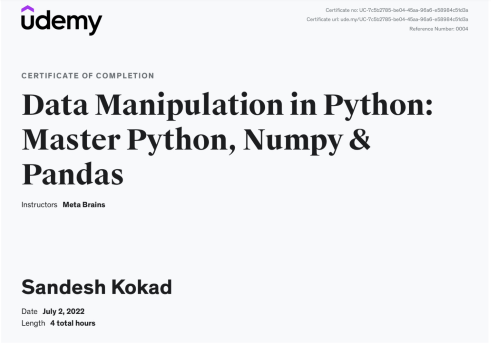 udemy
Certificate no: UC-7c5b2785-be04-45aa-96a6-e58984c5fd3a
Certificate url: ude.my/UC-7c5b2785-be04-45aa-96a6-e58984c5fd3a
Reference Number: 0004
CERTIFICATE OF COMPLETION
Data Manipulation in Python:
Master Python, Numpy &
Pandas
Instructors Meta Brains
Sandesh Kokad
Date July 2, 2022
Length 4 total hours